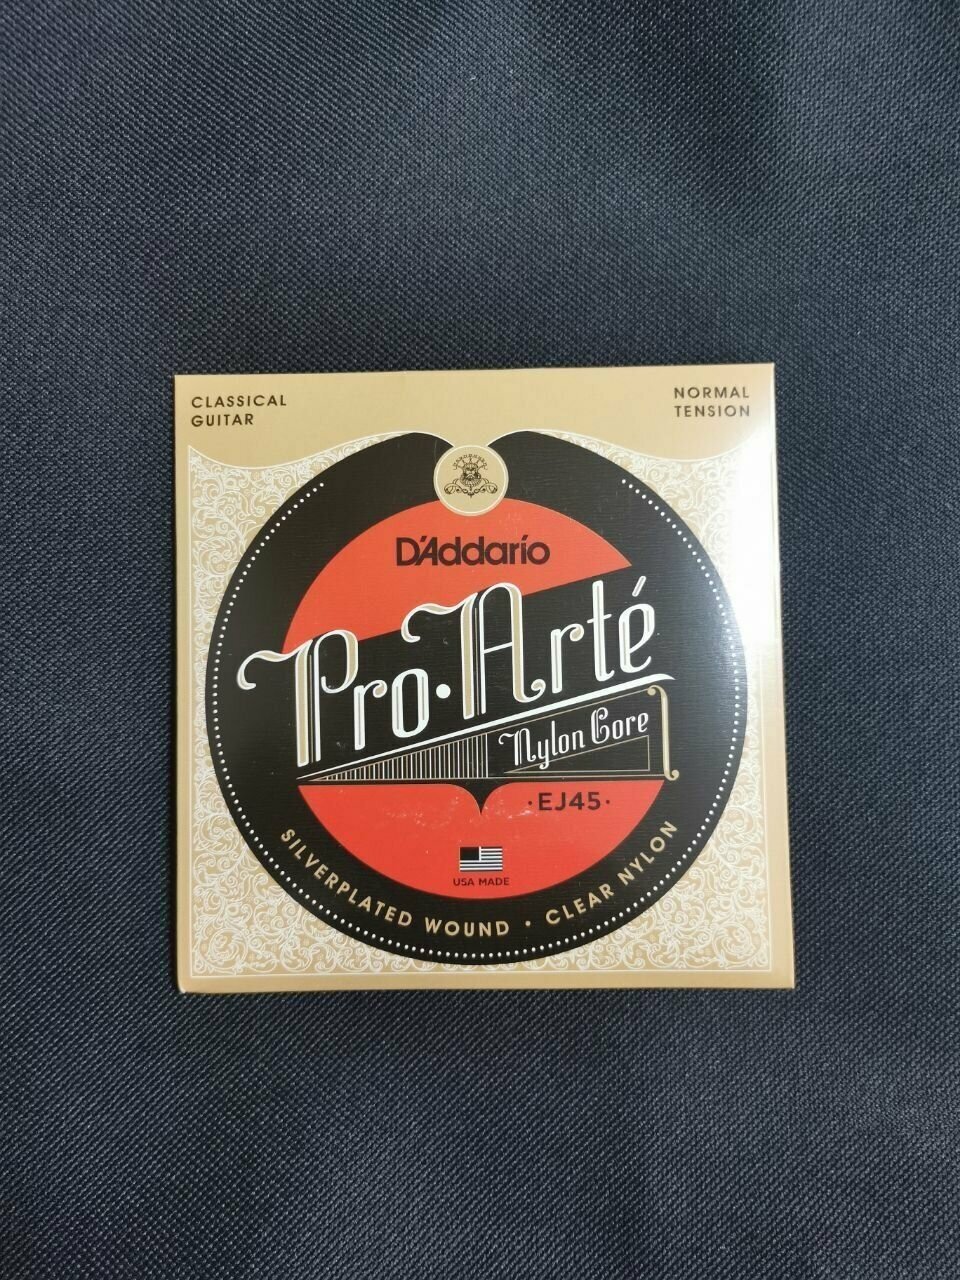 CLASSICAL
GUITAR
NORMAL
TENSION
D'Addario
Pro·Arté
Nylon Core
·EJ45·
USA MADE
SILVERPLATED WOUND · CLEAR NYLON